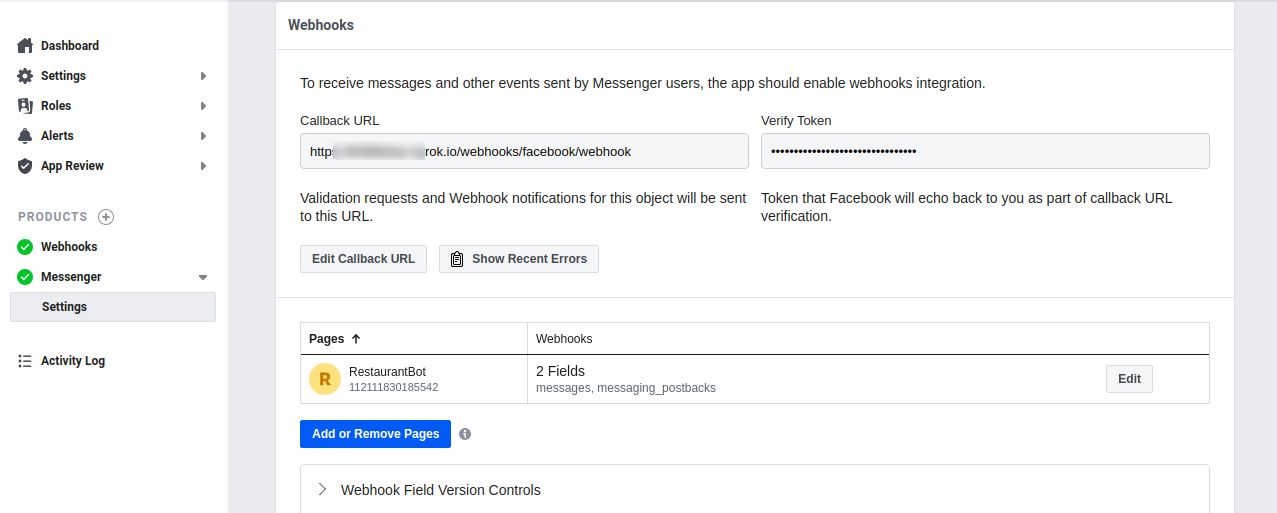 Webhooks
Dashboard
Settings
Roles
Alerts
App Review
PRODUCTS
Webhooks
Messenger
Settings
Activity Log
To receive messages and other events sent by Messenger users, the app should enable webhooks integration.
Callback URL
Verify Token
http rok.io/webhooks/facebook/webhook
•••••••••••••••••••••••••••••••
Validation requests and Webhook notifications for this object will be sent
to this URL.
Token that Facebook will echo back to you as part of callback URL
verification.
Edit Callback URL
Show Recent Errors
Pages ↑
Webhooks
R
RestaurantBot
112111830185542
2 Fields
messages, messaging_postbacks
Edit
Add or Remove Pages
Webhook Field Version Controls